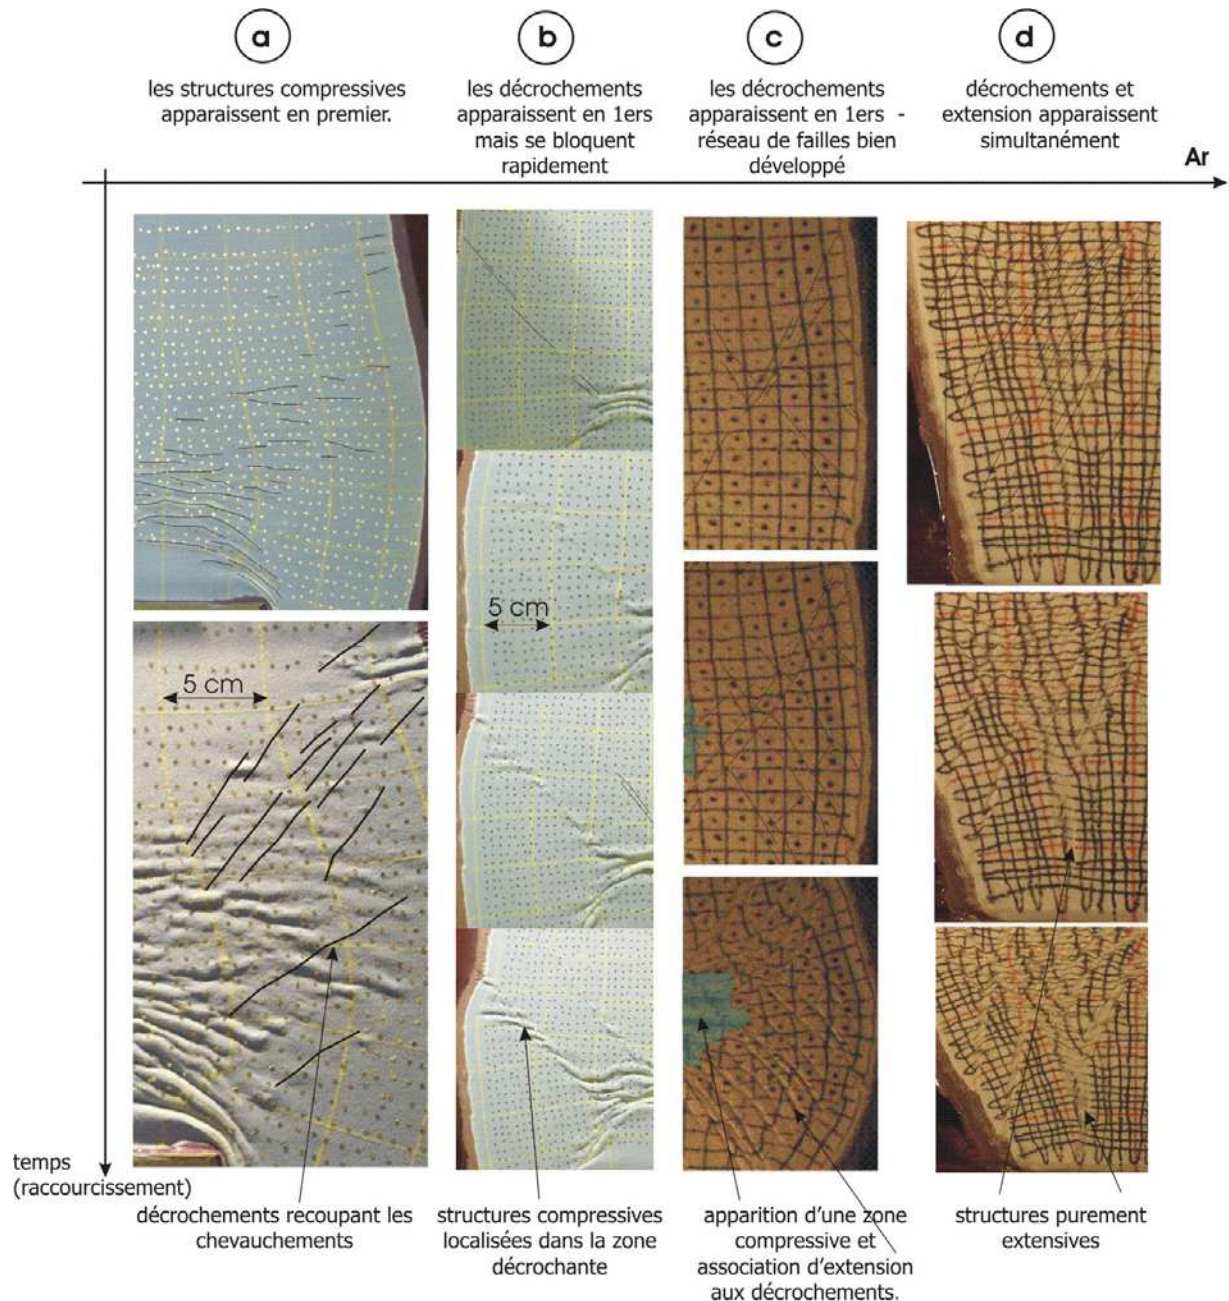 a
les structures compressives
apparaissent en premier.
b
les décrochements
apparaissent en 1ers
mais se bloquent
rapidement
c
les décrochements
apparaissent en 1ers -
réseau de failles bien
développé
d
décrochements et
extension apparaissent
simultanément
Ar
5 cm
5 cm
temps
(raccourcissement)
décrochements recoupant les
chevauchements
structures compressives
localisées dans la zone
décrochante
apparition d'une zone
compressive et
association d'extension
aux décrochements.
structures purement
extensives